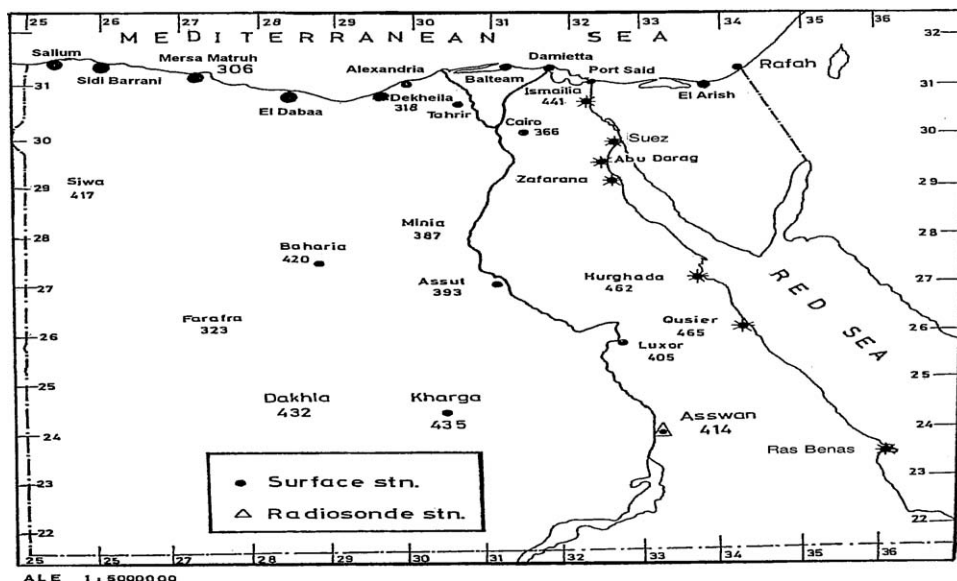 25 26 27 28 29 30 31 32 33 34 35 36
MEDITERRANEAN SEA
32 32
Sallum
Sidi Barrani
Mersa Matruh
306
El Dabaa
Alexandria
Dekheila
318
Tahrir
Balteam
Damietta
Port Said
Ismailia
441
El Arish
Rafah
31 31
Cairo
366
Suez
30 30
Abu Darag
Siwa
417
Zafarana
29 29
Minia
387
28 28
Baharia
420
Assut
393
Hurghada
462
27 27
RED SEA
Farafra
323
Qusier
465
26 26
Luxor
405
25 25
Dakhla
432
Kharga
435
Asswan
414
24 24
Ras Benas
23 23
Surface stn.
Radiosonde stn.
22 22
25 26 27 28 29 30 31 32 33 34 35 36
ALE 1:5000000